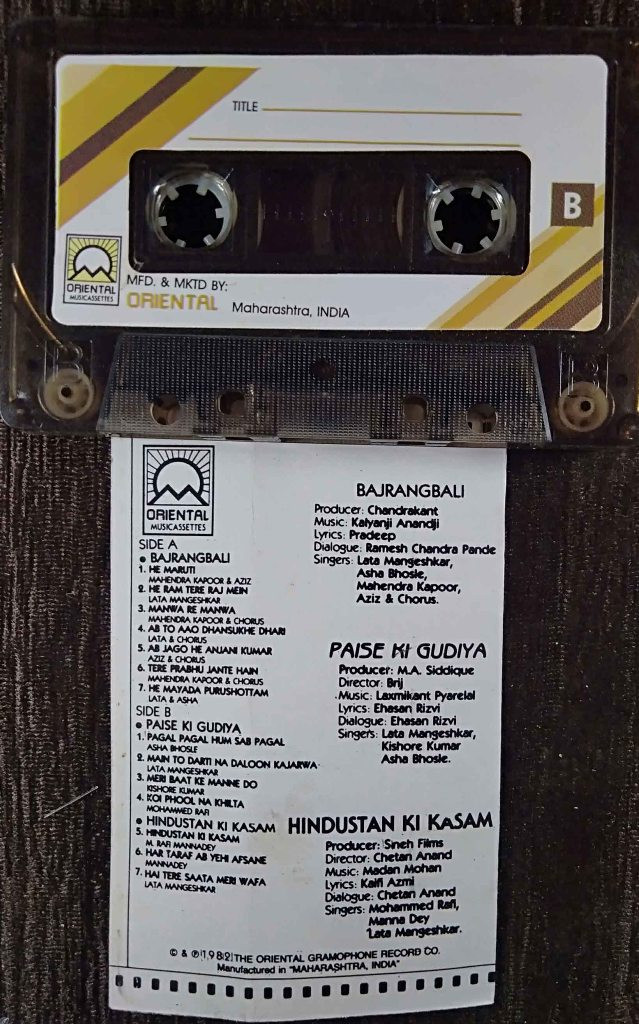 TITLE
B
ORIENTAL
MUSICASSETTES
MFD. & MKTD BY:
ORIENTAL Maharashtra, INDIA
ORIENTAL
MUSICASSETTES
SIDE A
• BAJRANGBALI
1. HE MARUTI
MAHENDRA KAPOOR & AZIZ
2. HE RAM TERE RAJ MEIN
LATA MANGESHKAR
3. MANWA RE MANWA
MAHENDRA KAPOOR & CHORUS
4. AB TO AAO DHANSUKHE DHARI
LATA & CHORUS
5. AB JAGO HE ANJANI KUMAR
AZIZ & CHORUS
6. TERE PRABHU JANTE HAIN
MAHENDRA KAPOOR & CHORUS
7. HE MAYADA PURUSHOTTAM
LATA & ASHA
SIDE B
• PAISE KI GUDIYA
1. PAGAL PAGAL HUM SAB PAGAL
ASHA BHOSLE
2. MAIN TO DARTI NA DALOON KAJARWA
LATA MANGESHKAR
3. MERI BAAT KE MANNE DO
KISHORE KUMAR
4. KOI PHOOL NA KHILTA
MOHAMMED RAFI
• HINDUSTAN KI KASAM
5. HINDUSTAN KI KASAM
M. RAFI MANNADEY
6. HAR TARAF AB YEHI AFSANE
MANNADEY
7. HAI TERE SAATA MERI WAFA
LATA MANGESHKAR
BAJRANGBALI
Producer: Chandrakant
Music: Kalyanji Anandji
Lyrics: Pradeep
Dialogue: Ramesh Chandra Pande
Singers: Lata Mangeshkar,
Asha Bhosle,
Mahendra Kapoor,
Aziz & Chorus.
PAISE KI GUDIYA
Producer: M.A. Siddique
Director: Brij
Music: Laxmikant Pyarelal
Lyrics: Ehasan Rizvi
Dialogue: Ehasan Rizvi
Singers: Lata Mangeshkar,
Kishore Kumar
Asha Bhosle.
HINDUSTAN KI KASAM
Producer: Sneh Films
Director: Chetan Anand
Music: Madan Mohan
Lyrics: Kaifi Azmi
Dialogue: Chetan Anand
Singers: Mohammed Rafi,
Manna Dey
Lata Mangeshkar.
© & ℗ 1982 THE ORIENTAL GRAMOPHONE RECORD CO.
Manufactured in "MAHARASHTRA, INDIA"